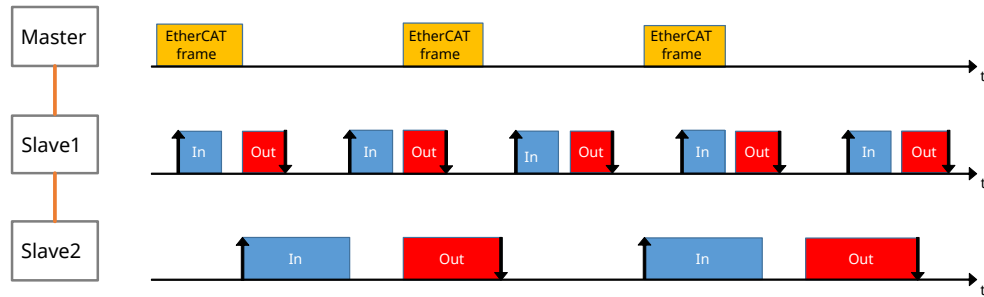 Master
EtherCAT
frame
EtherCAT
frame
EtherCAT
frame
t
Slave1
In
Out
In
Out
In
Out
In
Out
In
Out
t
Slave2
In
Out
In
Out
t